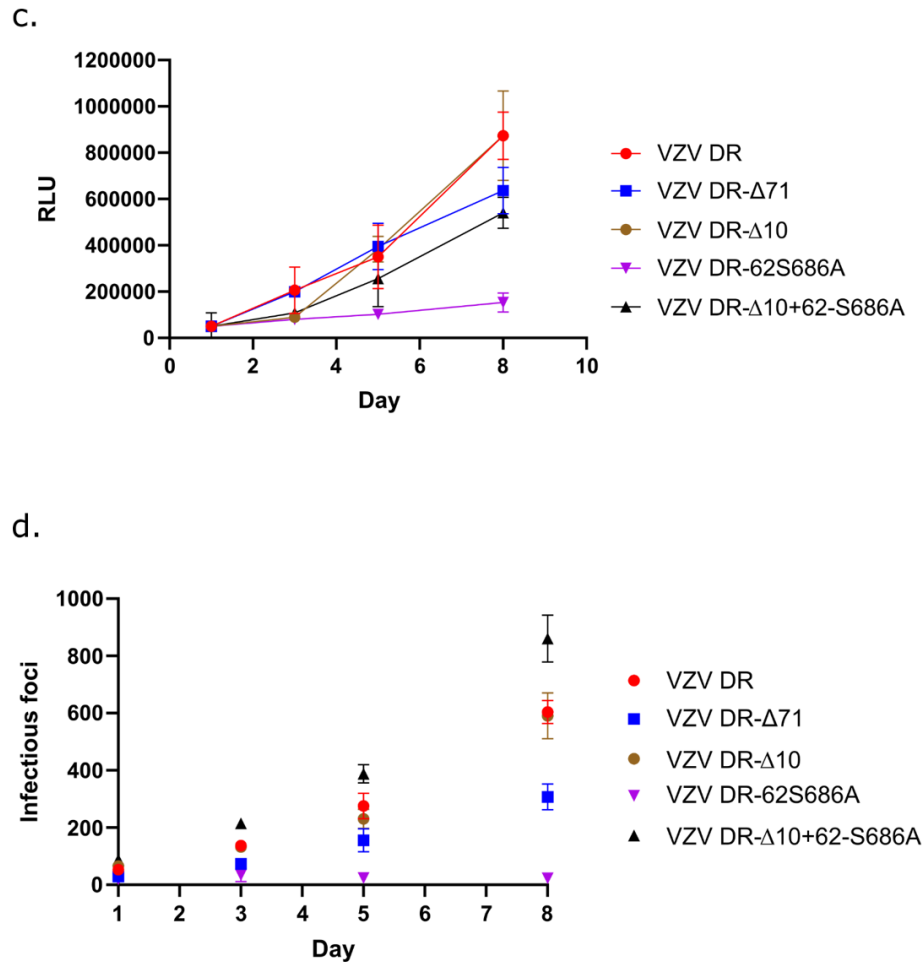 c.
1200000
1000000
800000
600000
400000
200000
0
RLU
0 2 4 6 8 10
Day
VZV DR
VZV DR-Δ71
VZV DR-Δ10
VZV DR-62S686A
VZV DR-Δ10+62-S686A
d.
1000
800
600
400
200
0
Infectious foci
1 2 3 4 5 6 7 8
Day
VZV DR
VZV DR-Δ71
VZV DR-Δ10
VZV DR-62S686A
VZV DR-Δ10+62-S686A